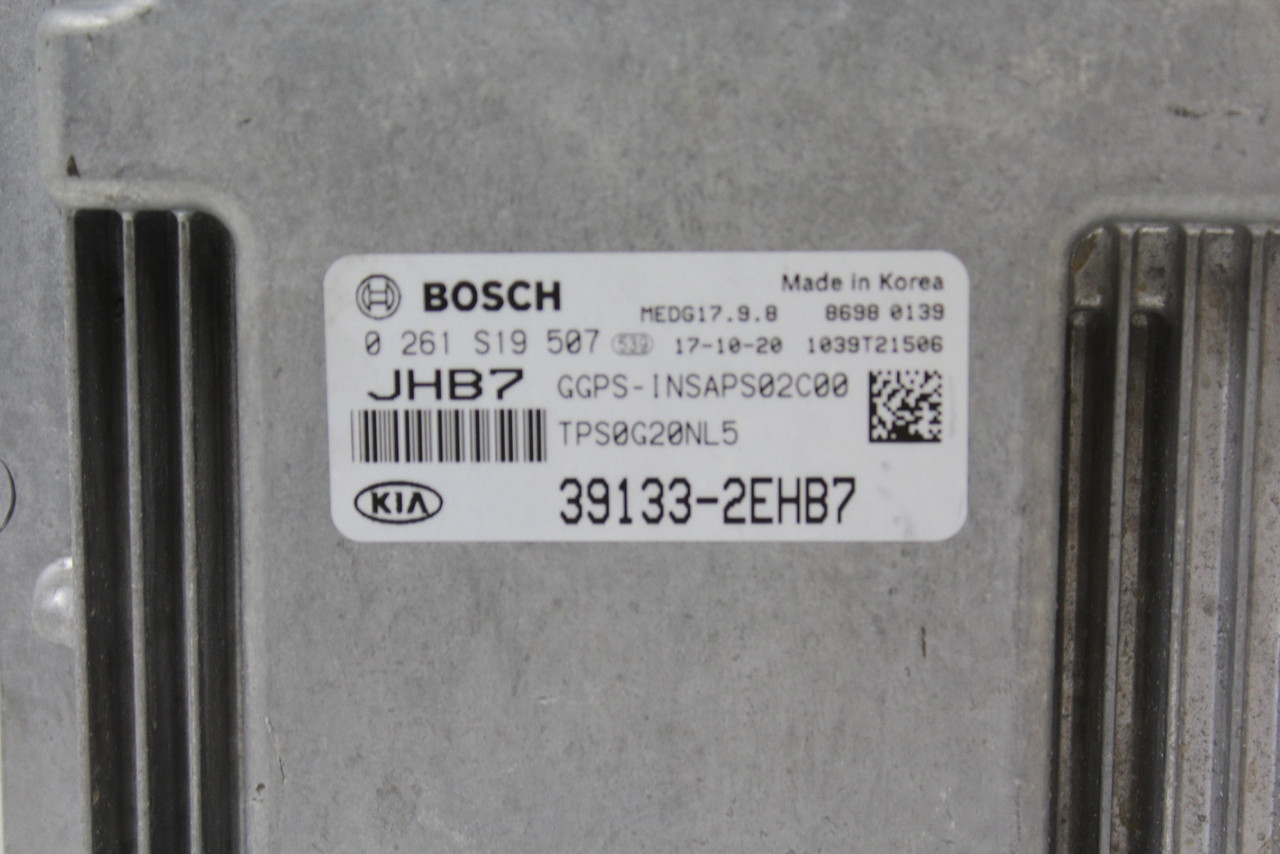 BOSCH
Made in Korea
MEDG17.9.8 8698 0139
0 261 S19 507 539 17-10-20 1039T21506
JHB7 GGPS-INSAPS02C00
TPS0G20NL5
KIA 39133-2EHB7